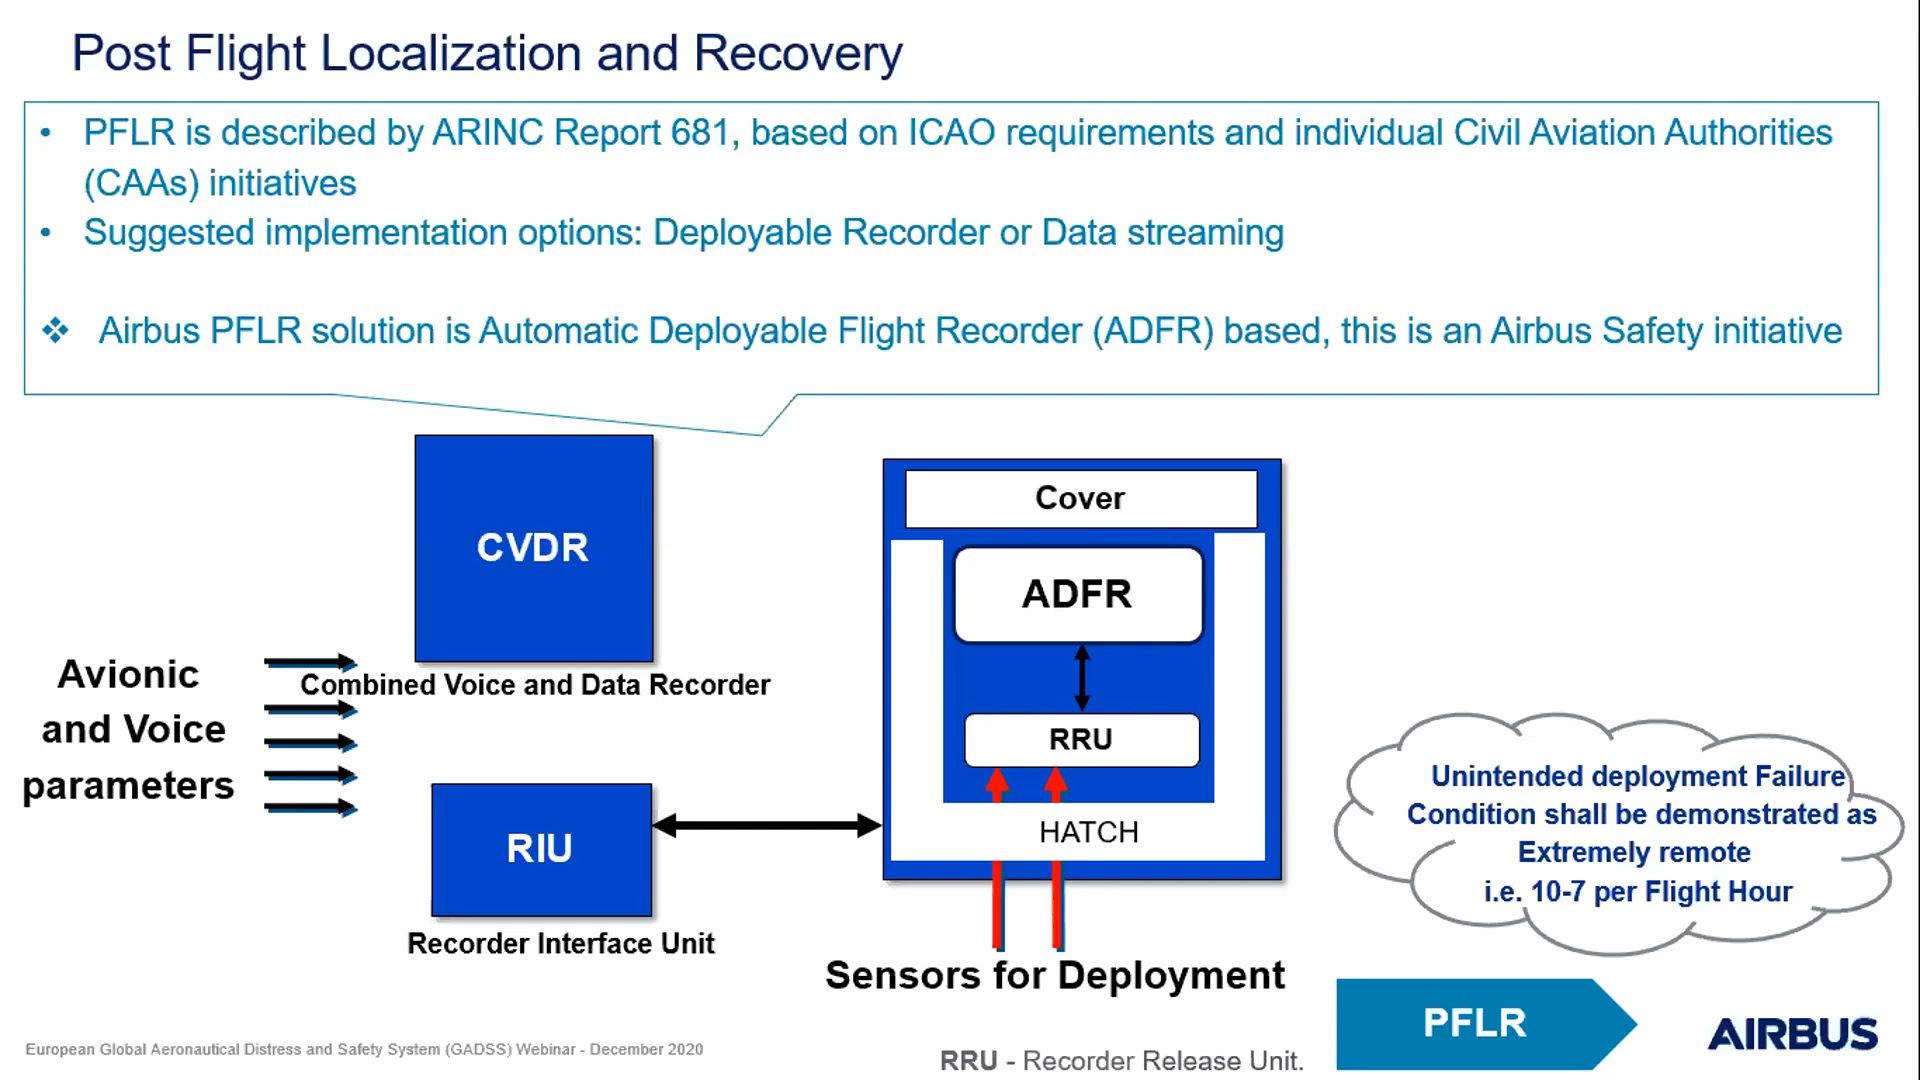 Post Flight Localization and Recovery
• PFLR is described by ARINC Report 681, based on ICAO requirements and individual Civil Aviation Authorities
(CAAs) initiatives
• Suggested implementation options: Deployable Recorder or Data streaming
❖ Airbus PFLR solution is Automatic Deployable Flight Recorder (ADFR) based, this is an Airbus Safety initiative
CVDR
Combined Voice and Data Recorder
Avionic
and Voice
parameters
RIU
Recorder Interface Unit
Cover
ADFR
RRU
HATCH
Sensors for Deployment
Unintended deployment Failure
Condition shall be demonstrated as
Extremely remote
i.e. 10-7 per Flight Hour
PFLR
AIRBUS
European Global Aeronautical Distress and Safety System (GADSS) Webinar - December 2020
RRU - Recorder Release Unit.